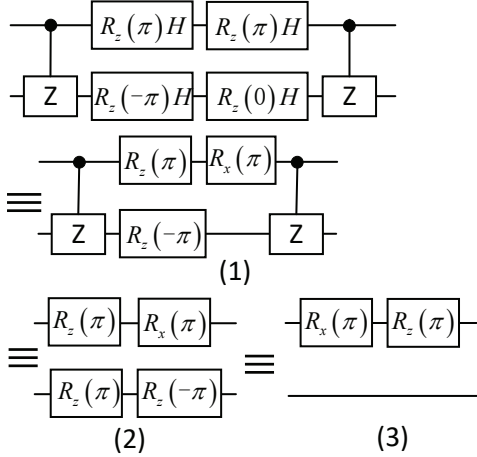 R_z(π)H R_z(π)H
Z R_z(−π)H R_z(0)H Z
R_z(π) R_x(π)
≡
Z R_z(−π) Z
(1)
R_z(π) R_x(π) R_x(π) R_z(π)
≡ ≡
R_z(π) R_z(−π)
(2) (3)